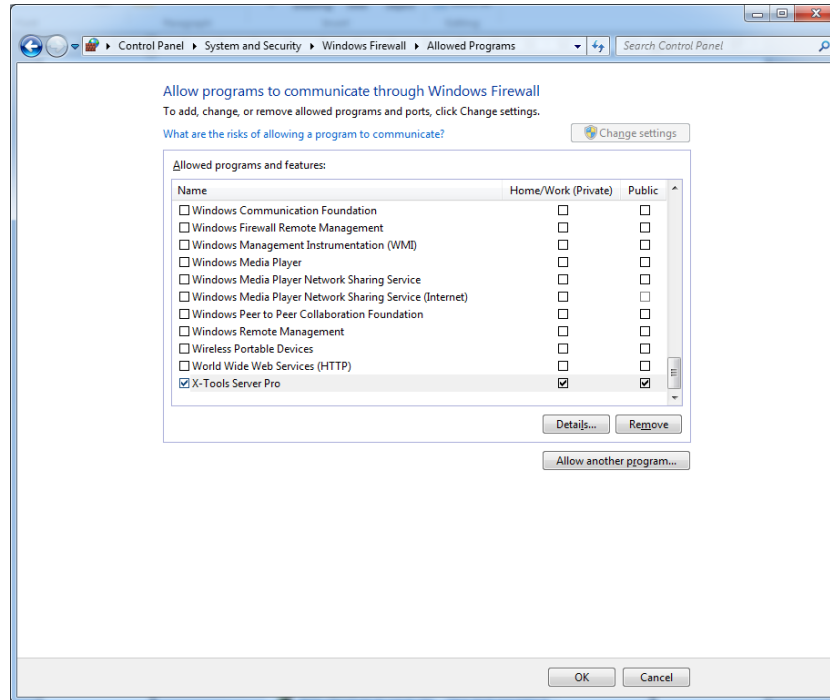 Control Panel ▸ System and Security ▸ Windows Firewall ▸ Allowed Programs
Search Control Panel
Allow programs to communicate through Windows Firewall
To add, change, or remove allowed programs and ports, click Change settings.
What are the risks of allowing a program to communicate?
Change settings
Allowed programs and features:
Name Home/Work (Private) Public
Windows Communication Foundation
Windows Firewall Remote Management
Windows Management Instrumentation (WMI)
Windows Media Player
Windows Media Player Network Sharing Service
Windows Media Player Network Sharing Service (Internet)
Windows Peer to Peer Collaboration Foundation
Windows Remote Management
Wireless Portable Devices
World Wide Web Services (HTTP)
X-Tools Server Pro
Details... Remove
Allow another program...
OK Cancel